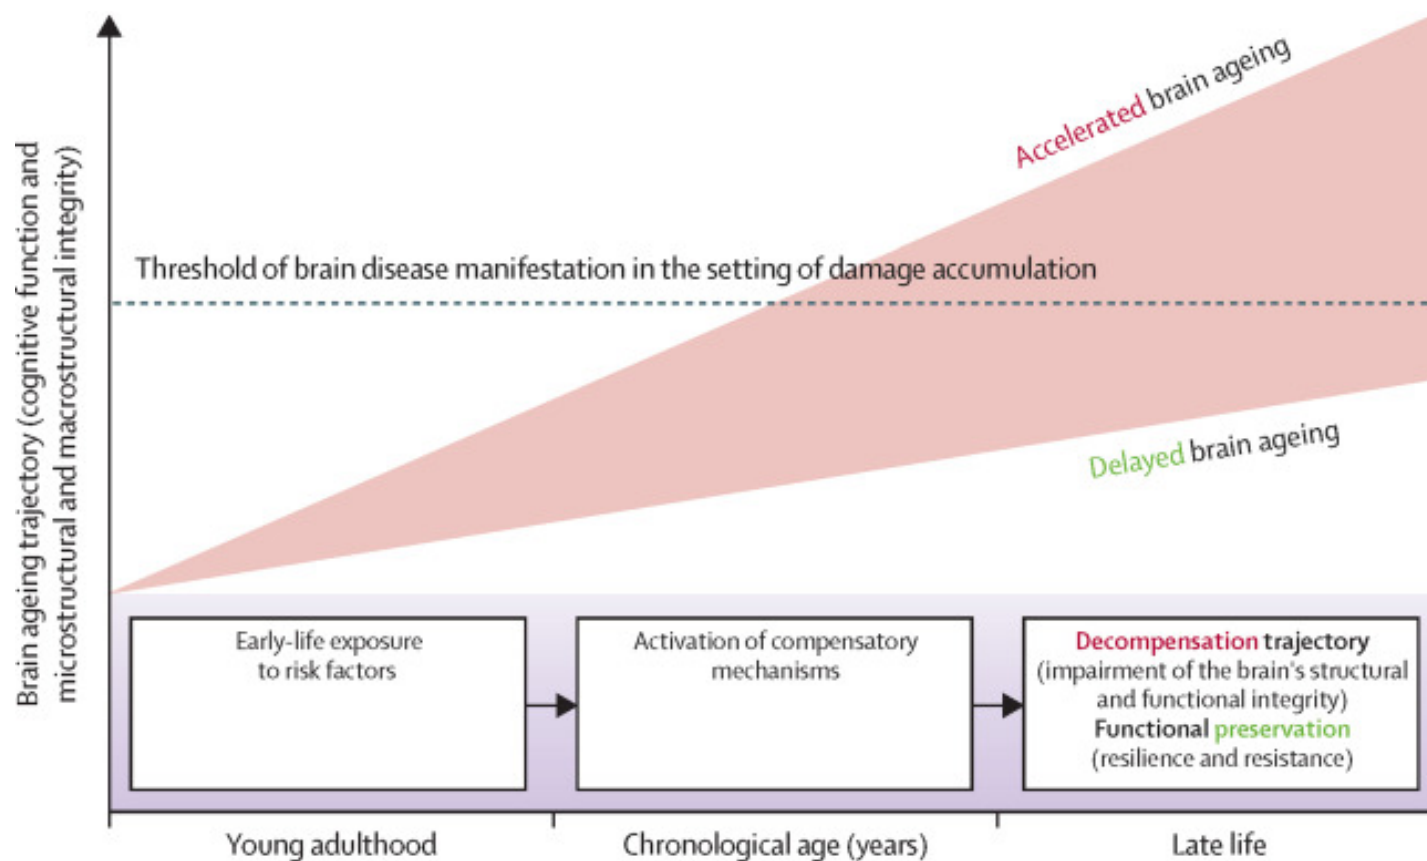 Brain ageing trajectory (cognitive function and
microstructural and macrostructural integrity)
Accelerated brain ageing
Threshold of brain disease manifestation in the setting of damage accumulation
Delayed brain ageing
Early-life exposure
to risk factors
Activation of compensatory
mechanisms
Decompensation trajectory
(impairment of the brain's structural
and functional integrity)
Functional preservation
(resilience and resistance)
Young adulthood
Chronological age (years)
Late life